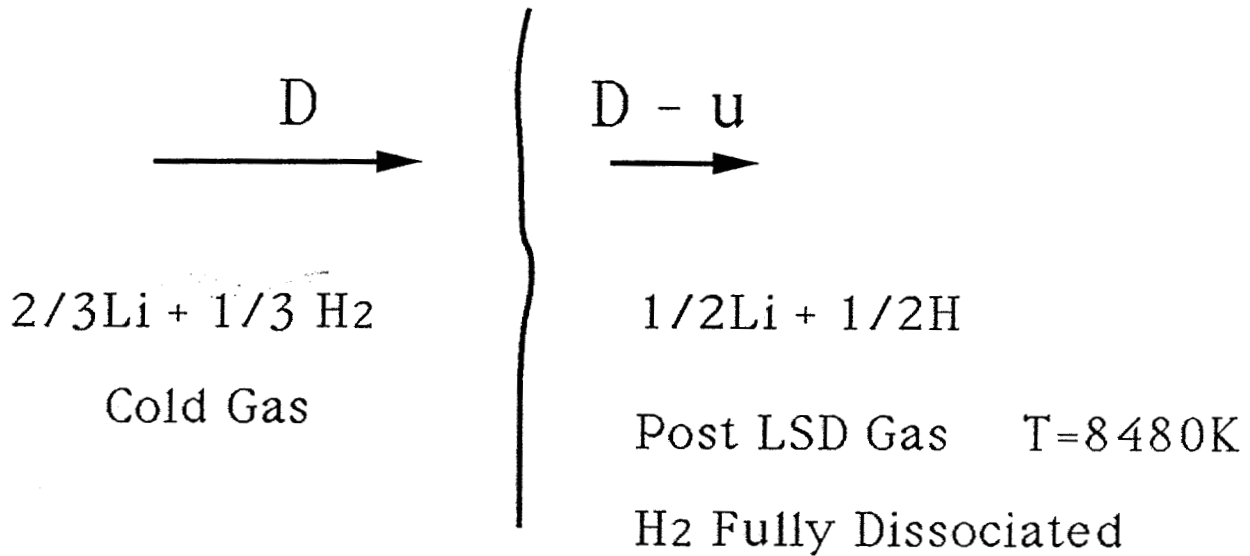 D
D - u
2/3Li + 1/3 H2
1/2Li + 1/2H
Cold Gas
Post LSD Gas T=8480K
H2 Fully Dissociated